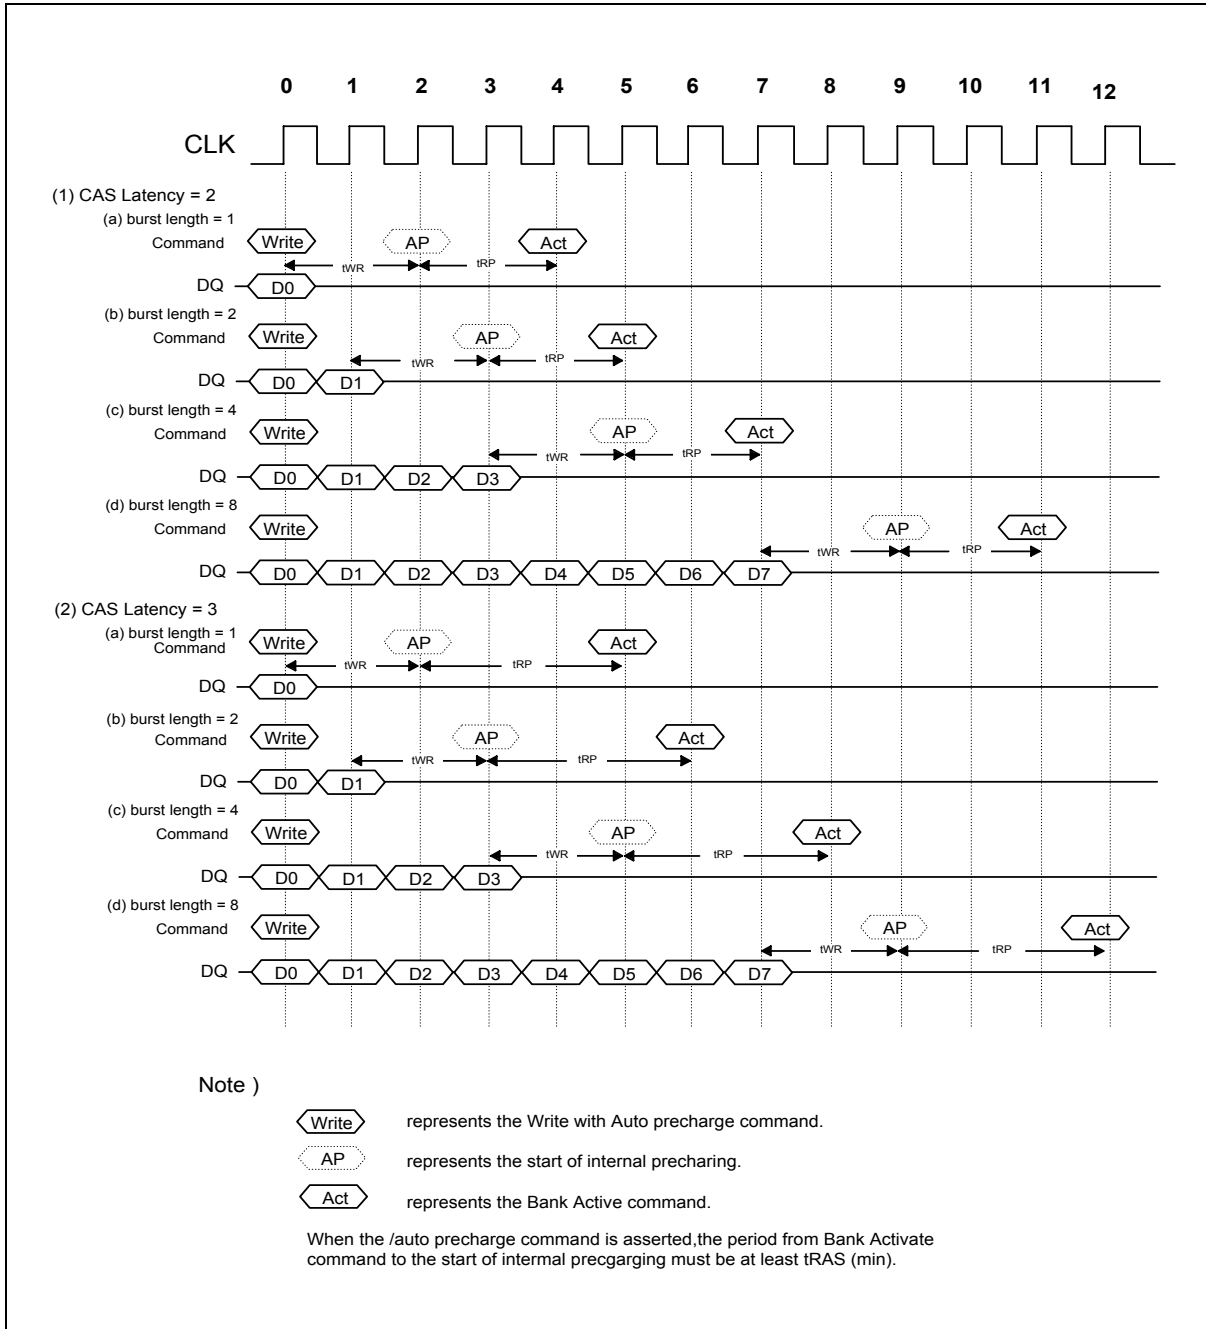 0 1 2 3 4 5 6 7 8 9 10 11 12
CLK
(1) CAS Latency = 2
(a) burst length = 1
Command Write AP Act
tWR tRP
DQ D0
(b) burst length = 2
Command Write AP Act
tWR tRP
DQ D0 D1
(c) burst length = 4
Command Write AP Act
tWR tRP
DQ D0 D1 D2 D3
(d) burst length = 8
Command Write AP Act
tWR tRP
DQ D0 D1 D2 D3 D4 D5 D6 D7
(2) CAS Latency = 3
(a) burst length = 1
Command Write AP Act
tWR tRP
DQ D0
(b) burst length = 2
Command Write AP Act
tWR tRP
DQ D0 D1
(c) burst length = 4
Command Write AP Act
tWR tRP
DQ D0 D1 D2 D3
(d) burst length = 8
Command Write AP Act
tWR tRP
DQ D0 D1 D2 D3 D4 D5 D6 D7
Note )
Write represents the Write with Auto precharge command.
AP represents the start of internal precharing.
Act represents the Bank Active command.
When the /auto precharge command is asserted,the period from Bank Activate
command to the start of intermal precgarging must be at least tRAS (min).